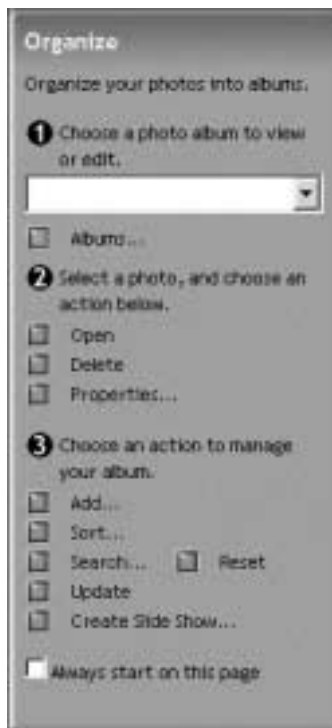 Organize
Organize your photos into albums.
1 Choose a photo album to view
or edit.
Albums...
2 Select a photo, and choose an
action below.
Open
Delete
Properties...
3 Choose an action to manage
your album.
Add...
Sort...
Search... Reset
Update
Create Slide Show...
Always start on this page